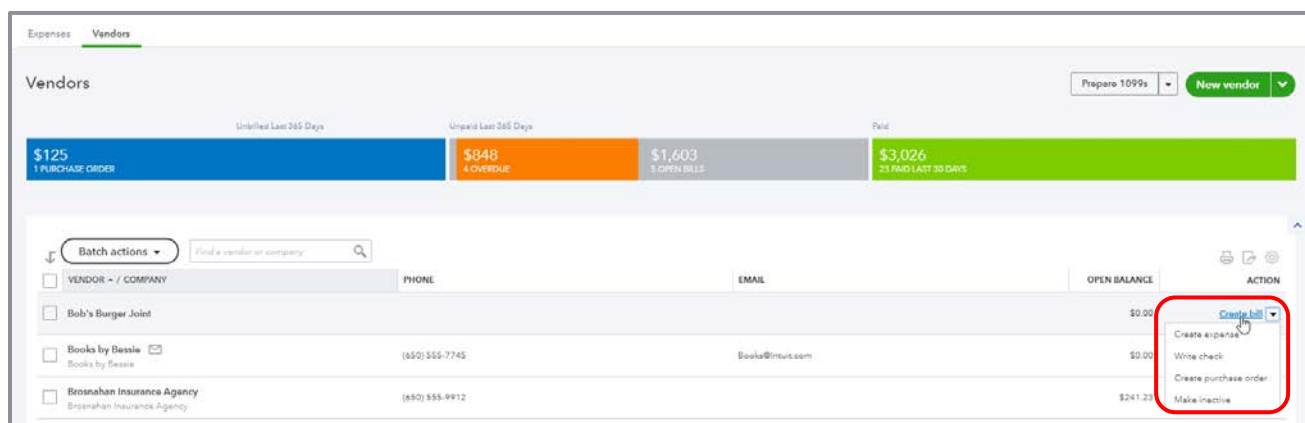 Expenses Vendors
Vendors
Prepare 1099s
New vendor
Unbilled Last 365 Days
Unpaid Last 365 Days
Paid
$125
1 PURCHASE ORDER
$848
4 OVERDUE
$1,603
5 OPEN BILLS
$3,026
23 PAID LAST 30 DAYS
Batch actions
Find a vendor or company
VENDOR / COMPANY PHONE EMAIL OPEN BALANCE ACTION
Bob's Burger Joint $0.00 Create bill
Create expense
Books by Bessie
Books by Bessie
(650) 555-7745 Books@Intuit.com $0.00
Write check
Create purchase order
Brosnahan Insurance Agency
Brosnahan Insurance Agency
(650) 555-9912 $241.23
Make inactive